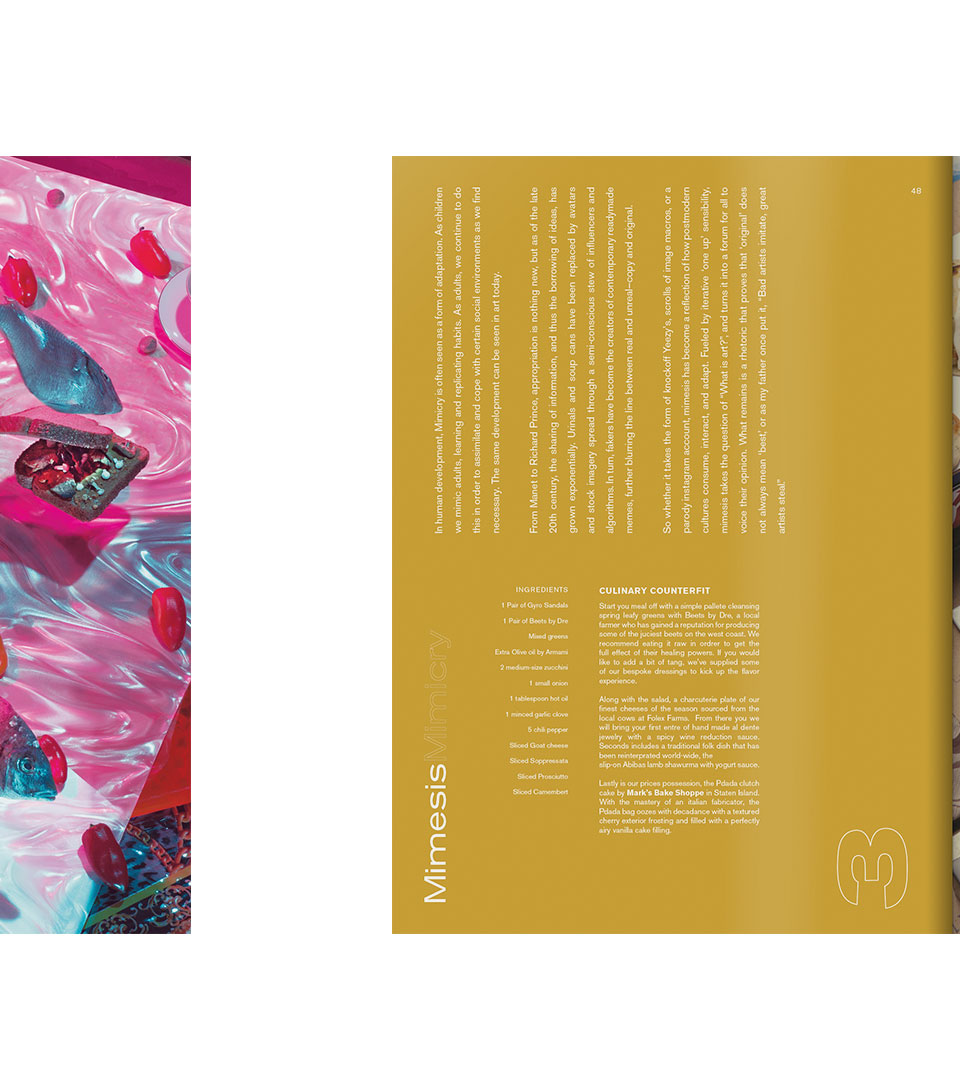 48
In human development, Mimicry is often seen as a form of adaptation. As children
we mimic adults, learning and replicating habits. As adults, we continue to do
this in order to assimilate and cope with certain social environments as we find
necessary. The same development can be seen in art today.
From Manet to Richard Prince, appropriation is nothing new, but as of the late
20th century, the sharing of information, and thus the borrowing of ideas, has
grown exponentially. Urinals and soup cans have been replaced by avatars
and stock imagery spread through a semi-conscious stew of influencers and
algorithms. In turn, fakers have become the creators of contemporary readymade
memes, further blurring the line between real and unreal—copy and original.
So whether it takes the form of knockoff Yeezy's, scrolls of image macros, or a
parody instagram account, mimesis has become a reflection of how postmodern
cultures consume, interact, and adapt. Fueled by iterative 'one up' sensibility,
mimesis takes the question of "What is art?", and turns it into a forum for all to
voice their opinion. What remains is a rhetoric that proves that 'original' does
not always mean 'best', or as my father once put it, "Bad artists imitate, great
artists steal."
MimesisMimicry
INGREDIENTS
1 Pair of Gyro Sandals
1 Pair of Beets by Dre
Mixed greens
Extra Olive oil by Armami
2 medium-size zucchini
1 small onion
1 tablespoon hot oil
1 minced garlic clove
5 chili pepper
Sliced Goat cheese
Sliced Soppressata
Sliced Prosciutto
Sliced Camembert
CULINARY COUNTERFIT
Start you meal off with a simple pallete cleansing
spring leafy greens with Beets by Dre, a local
farmer who has gained a reputation for producing
some of the juciest beets on the west coast. We
recommend eating it raw in ordrer to get the
full effect of their healing powers. If you would
like to add a bit of tang, we've supplied some
of our bespoke dressings to kick up the flavor
experience.
Along with the salad, a charcuterie plate of our
finest cheeses of the season sourced from the
local cows at Folex Farms. From there you we
will bring your first entre of hand made al dente
jewelry with a spicy wine reduction sauce.
Seconds includes a traditional folk dish that has
been reinterprated world-wide, the
slip-on Abibas lamb shawurma with yogurt sauce.
Lastly is our prices possession, the Pdada clutch
cake by Mark's Bake Shoppe in Staten Island.
With the mastery of an italian fabricator, the
Pdada bag oozes with decadance with a textured
cherry exterior frosting and filled with a perfectly
airy vanilla cake filling.
3